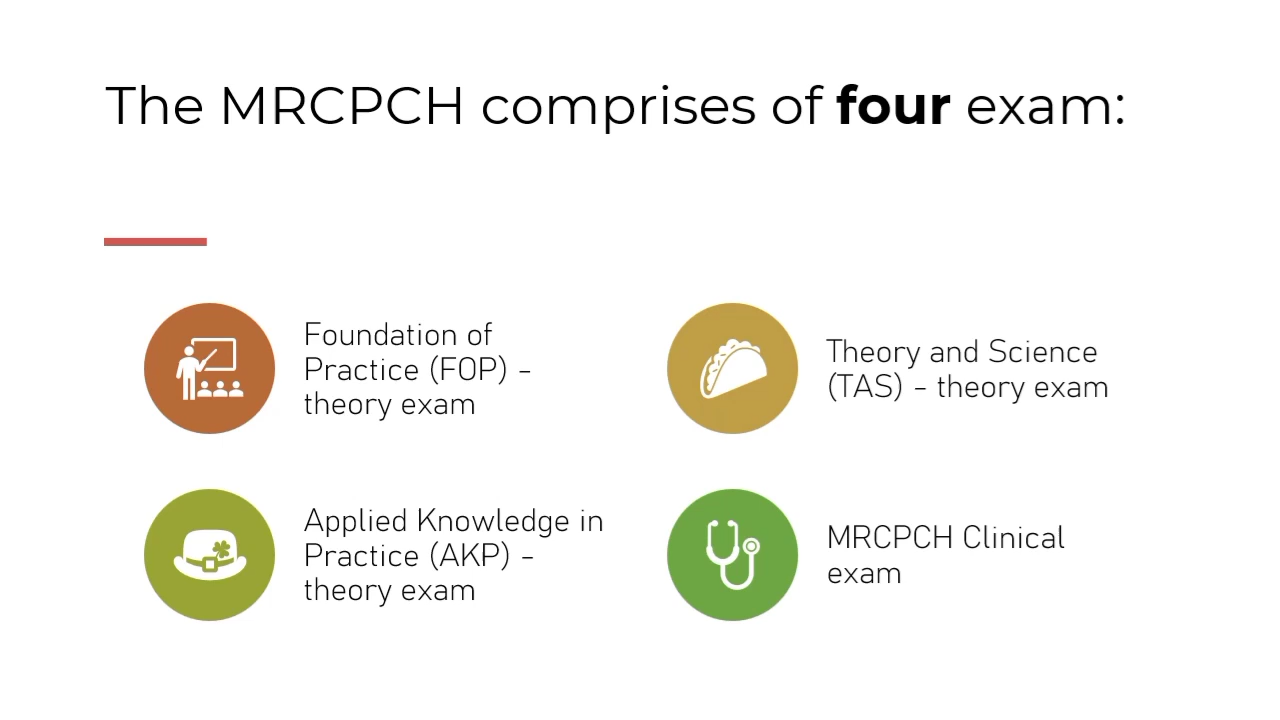 The MRCPCH comprises of four exam:
Foundation of
Practice (FOP) –
theory exam
Theory and Science
(TAS) – theory exam
Applied Knowledge in
Practice (AKP) –
theory exam
MRCPCH Clinical
exam